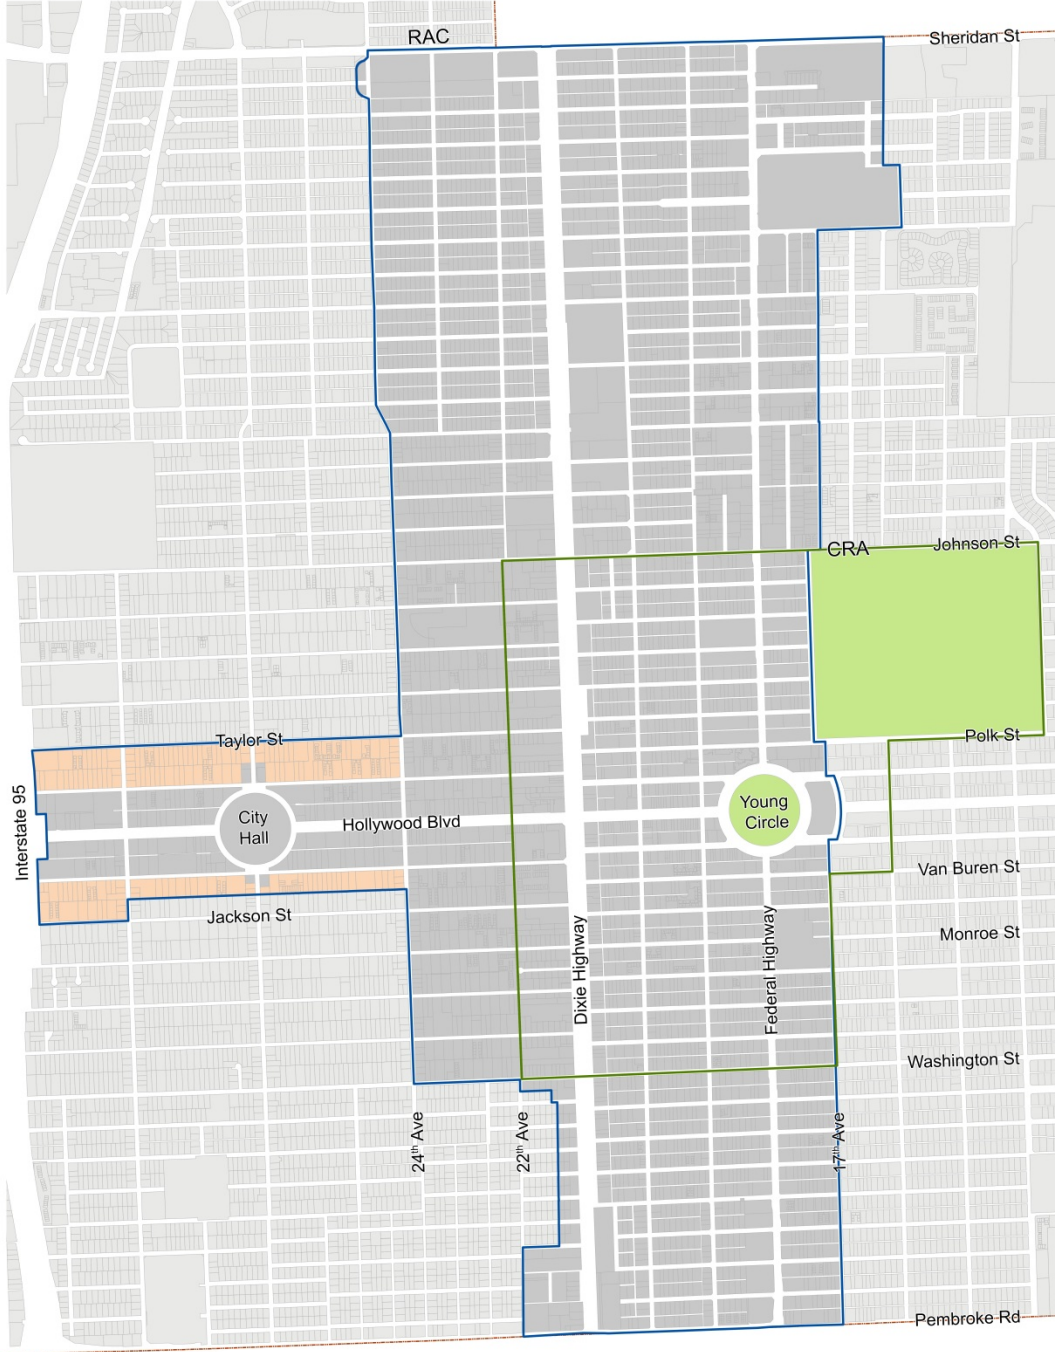 RAC
Sheridan St
CRA
Johnson St
Taylor St
Polk St
Interstate 95
City
Hall
Hollywood Blvd
Young
Circle
Van Buren St
Jackson St
Dixie Highway
Federal Highway
Monroe St
Washington St
24th Ave
22th Ave
17th Ave
Pembroke Rd